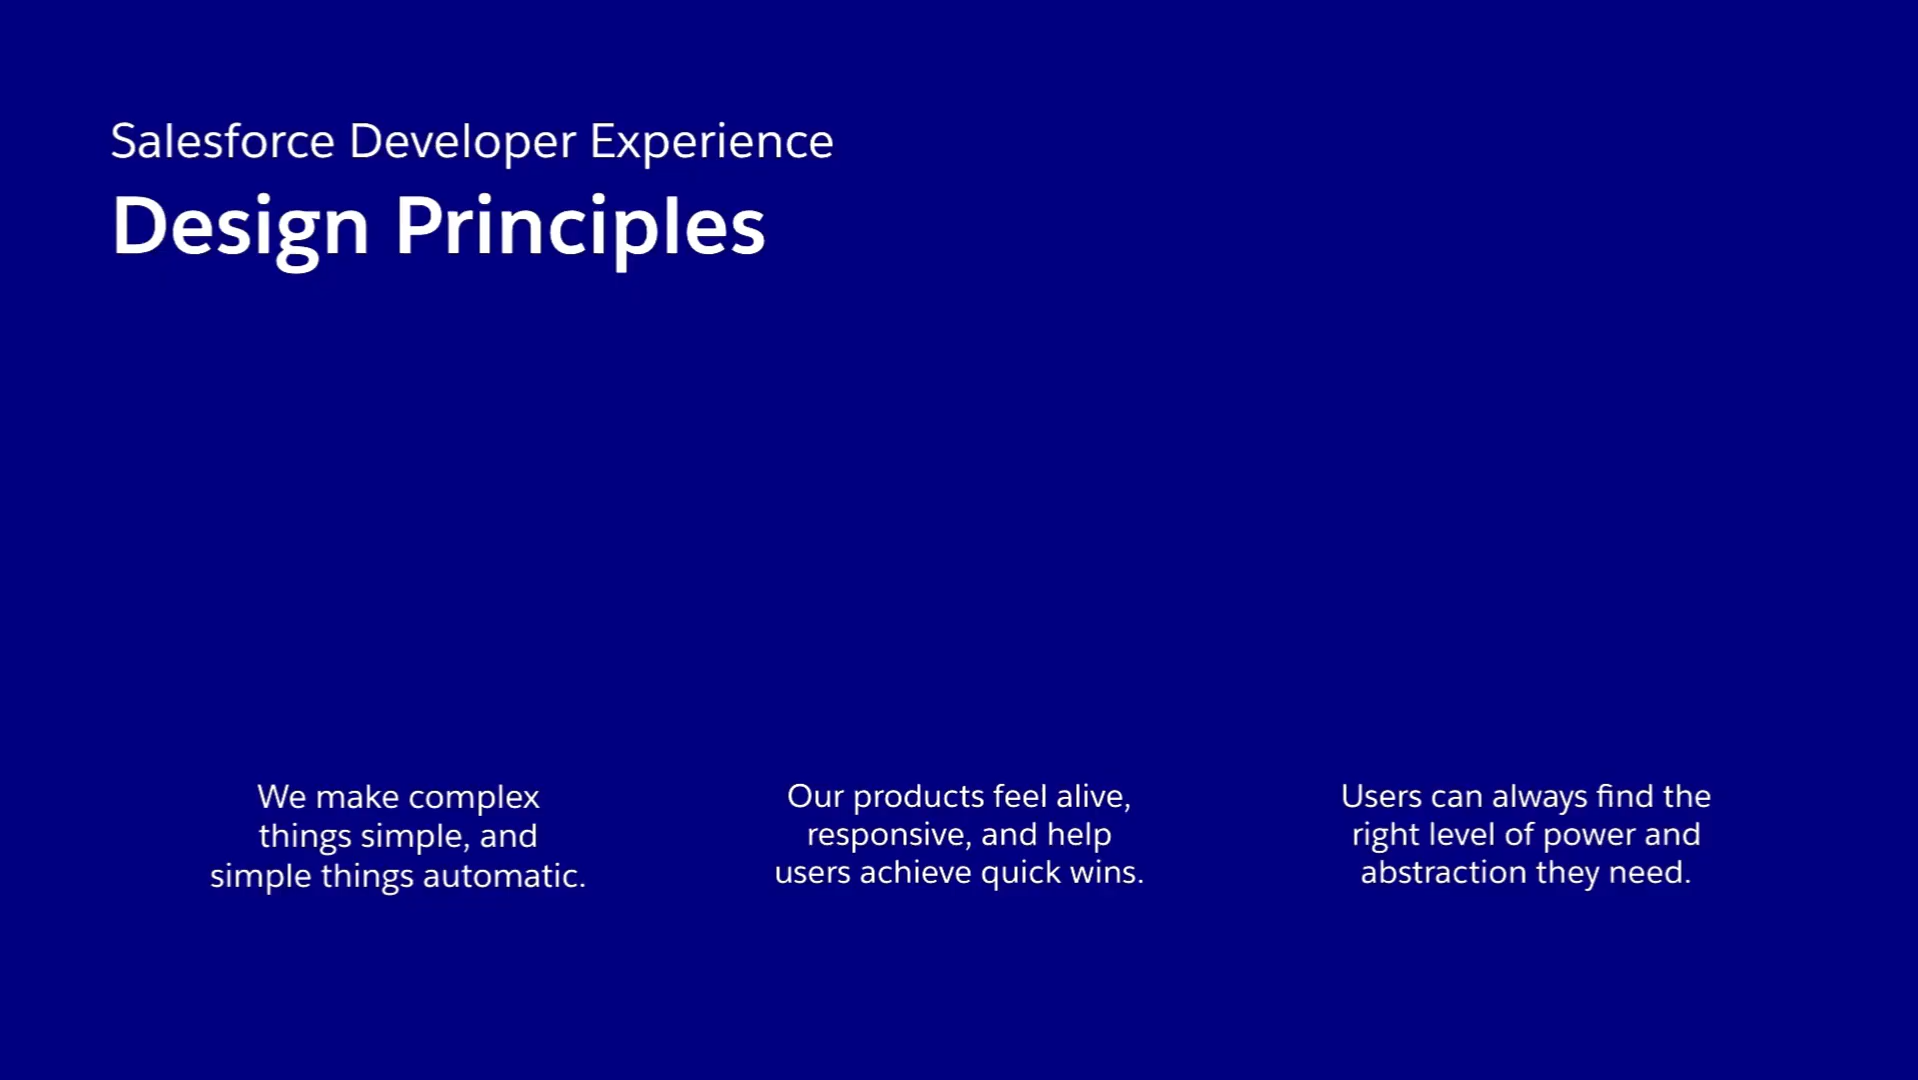 Salesforce Developer Experience
Design Principles
We make complex
things simple, and
simple things automatic.
Our products feel alive,
responsive, and help
users achieve quick wins.
Users can always find the
right level of power and
abstraction they need.